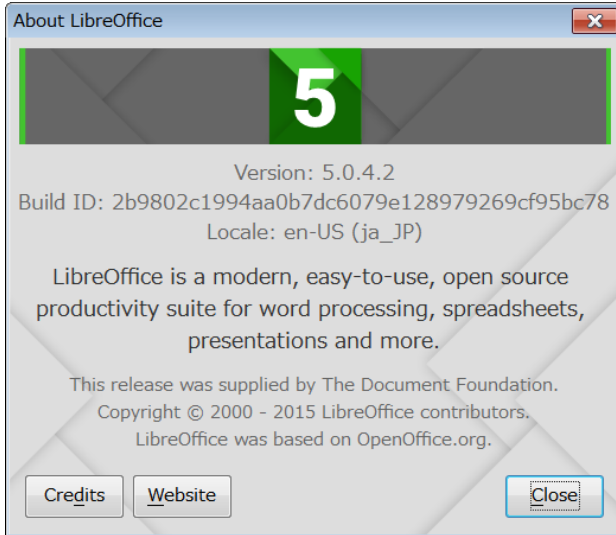 About LibreOffice
5
Version: 5.0.4.2
Build ID: 2b9802c1994aa0b7dc6079e128979269cf95bc78
Locale: en-US (ja_JP)
LibreOffice is a modern, easy-to-use, open source
productivity suite for word processing, spreadsheets,
presentations and more.
This release was supplied by The Document Foundation.
Copyright © 2000 - 2015 LibreOffice contributors.
LibreOffice was based on OpenOffice.org.
Credits Website Close